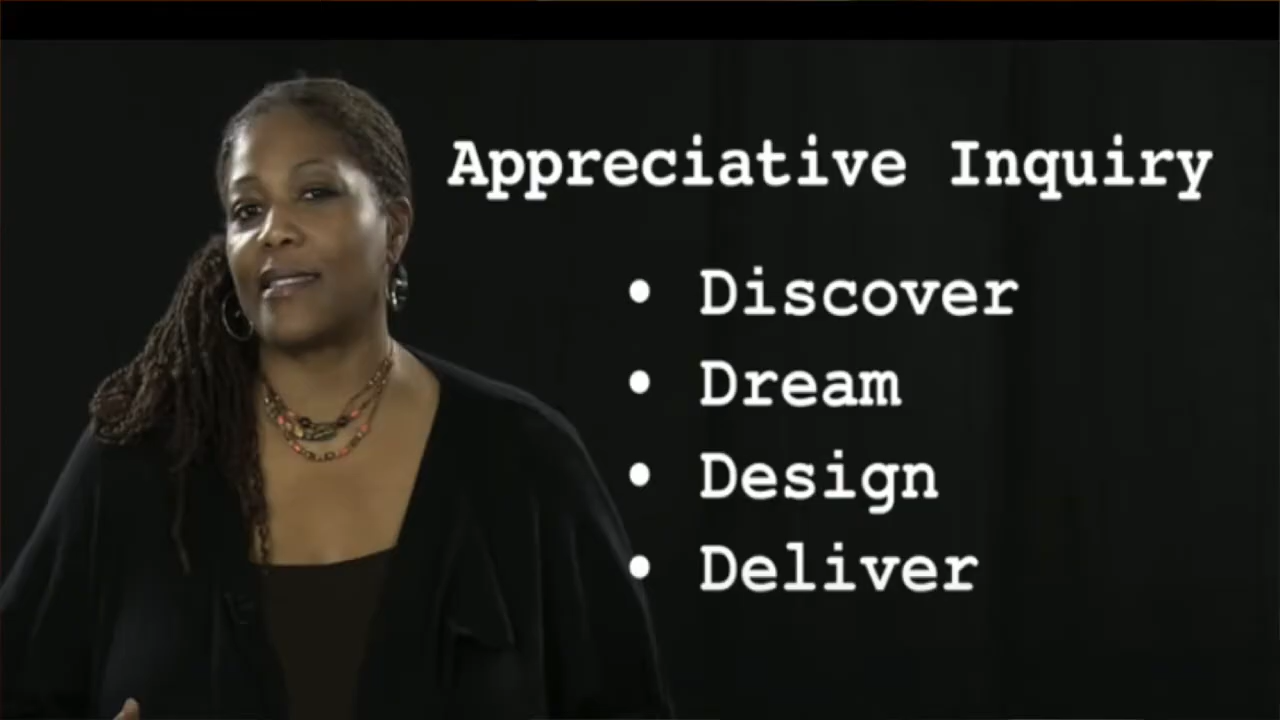 Appreciative Inquiry
• Discover
• Dream
• Design
• Deliver